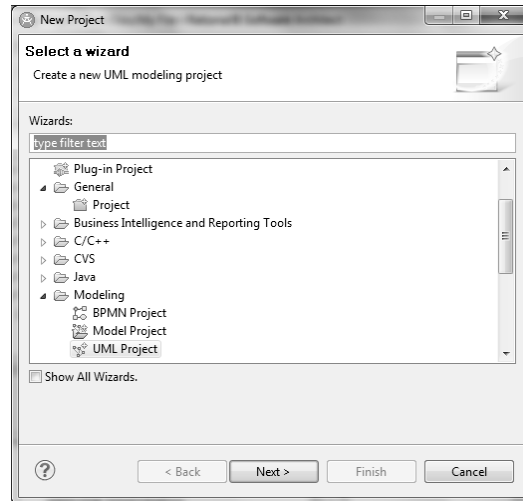 New Project
Select a wizard
Create a new UML modeling project
Wizards:
type filter text
Plug-in Project
General
Project
Business Intelligence and Reporting Tools
C/C++
CVS
Java
Modeling
BPMN Project
Model Project
UML Project
Show All Wizards.
?
< Back
Next >
Finish
Cancel